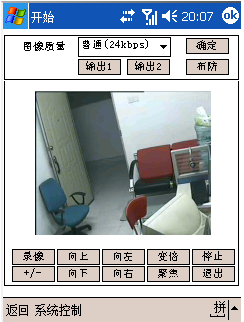 开始 20:07 ok
图像质量 普通(24kbps) 确定
输出1 输出2 布防
录像 向上 向左 变倍 停止
+/- 向下 向右 聚焦 退出
返回 系统控制 拼